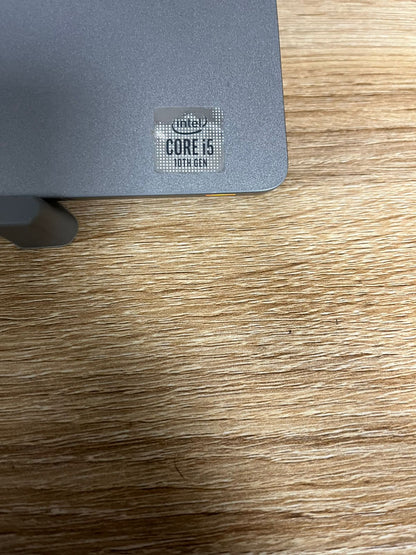 intel
CORE i5
10TH GEN